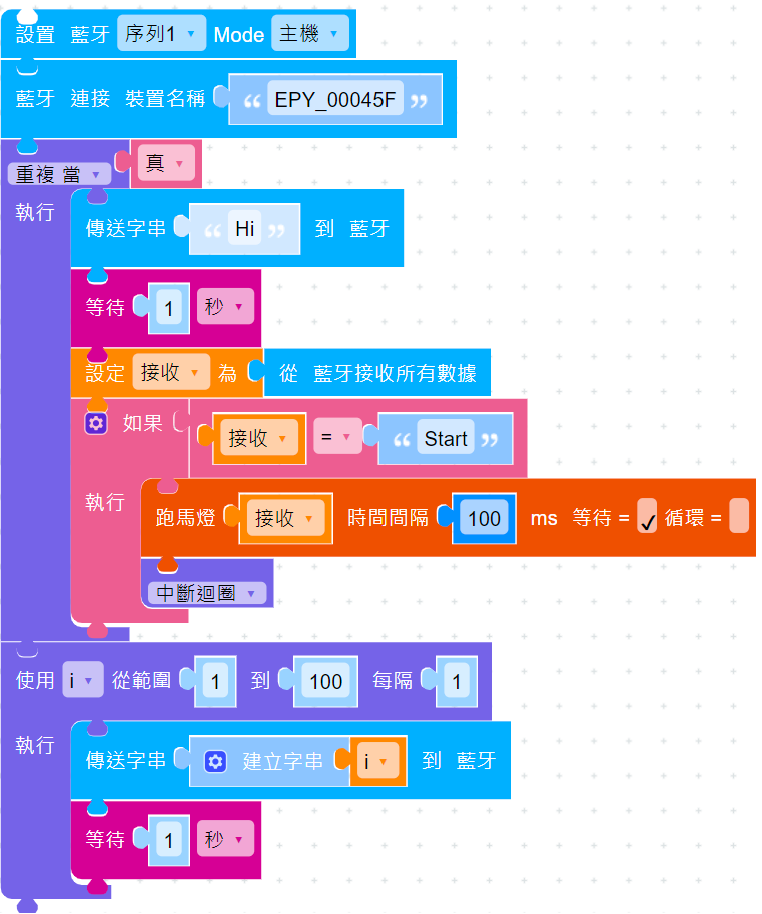 設置 藍牙 序列1 Mode 主機
藍牙 連接 裝置名稱 “ EPY_00045F ”
重複 當 真
執行
傳送字串 “ Hi ” 到 藍牙
等待 1 秒
設定 接收 為 從 藍牙接收所有數據
如果 接收 = “ Start ”
執行
跑馬燈 接收 時間間隔 100 ms 等待 = ✓ 循環 =
中斷迴圈
使用 i 從範圍 1 到 100 每隔 1
執行
傳送字串 建立字串 i 到 藍牙
等待 1 秒